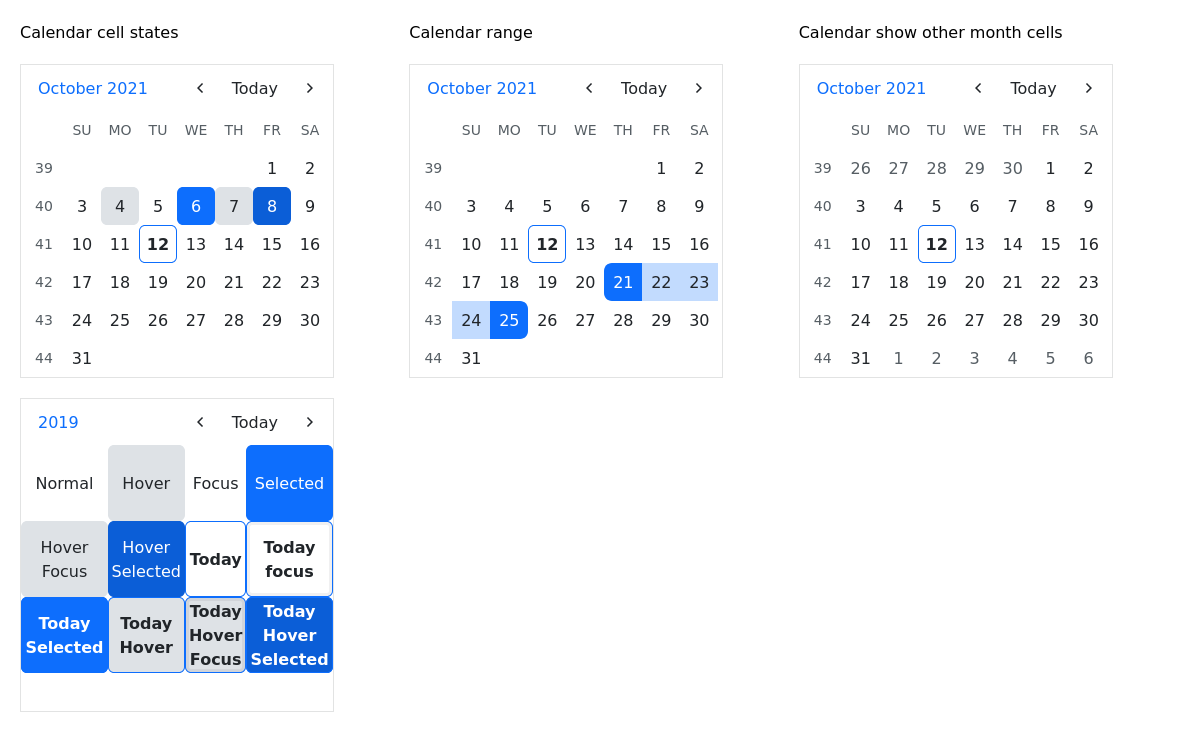 Calendar cell states
October 2021 Today
SU MO TU WE TH FR SA
39 1 2
40 3 4 5 6 7 8 9
41 10 11 12 13 14 15 16
42 17 18 19 20 21 22 23
43 24 25 26 27 28 29 30
44 31
2019 Today
Normal Hover Focus Selected
Hover Focus Hover Selected Today Today focus
Today Selected Today Hover Today Hover Focus Today Hover Selected
Calendar range
October 2021 Today
SU MO TU WE TH FR SA
39 1 2
40 3 4 5 6 7 8 9
41 10 11 12 13 14 15 16
42 17 18 19 20 21 22 23
43 24 25 26 27 28 29 30
44 31
Calendar show other month cells
October 2021 Today
SU MO TU WE TH FR SA
39 26 27 28 29 30 1 2
40 3 4 5 6 7 8 9
41 10 11 12 13 14 15 16
42 17 18 19 20 21 22 23
43 24 25 26 27 28 29 30
44 31 1 2 3 4 5 6